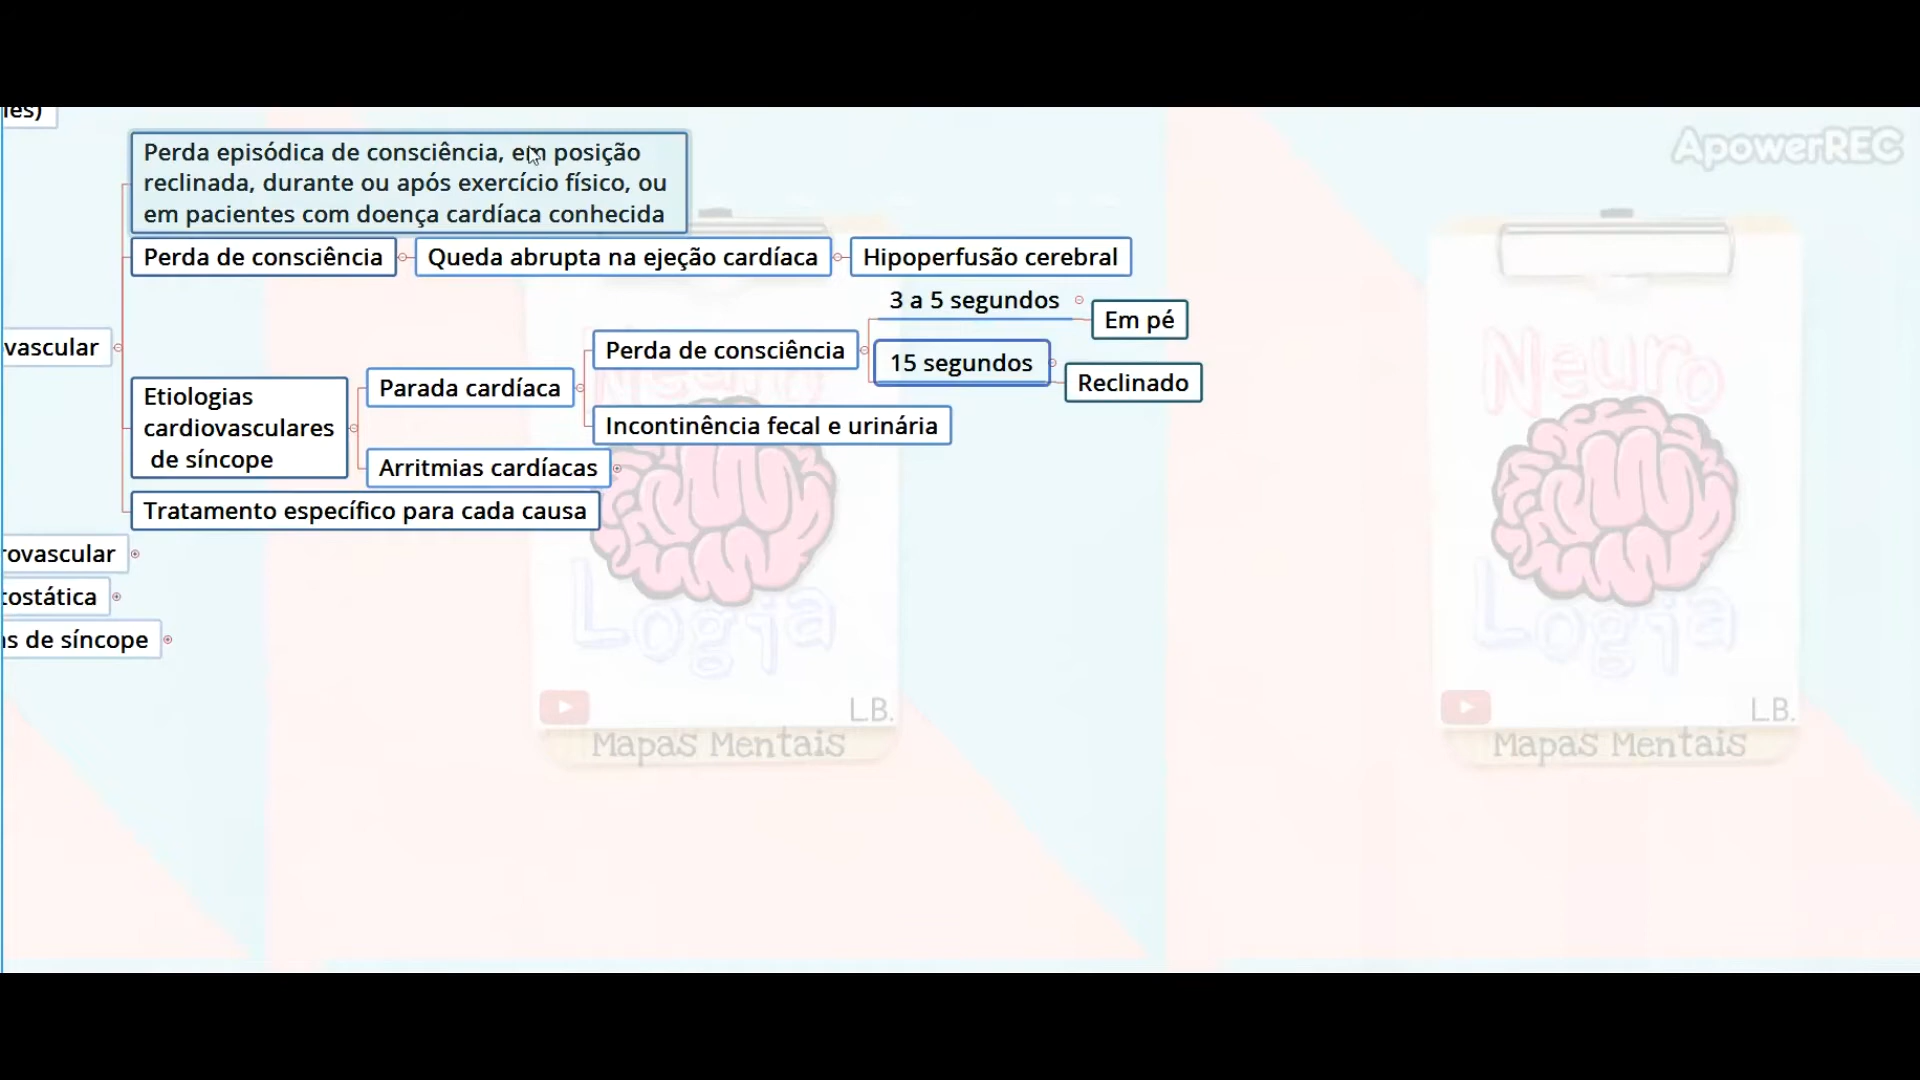 les)
Perda episódica de consciência, em posição
reclinada, durante ou após exercício físico, ou
em pacientes com doença cardíaca conhecida
Perda de consciência
Queda abrupta na ejeção cardíaca
Hipoperfusão cerebral
3 a 5 segundos
Em pé
vascular
Perda de consciência
15 segundos
Reclinado
Etiologias
cardiovasculares
de síncope
Parada cardíaca
Incontinência fecal e urinária
Arritmias cardíacas
Tratamento específico para cada causa
rovascular
tostática
s de síncope
ApowerREC
Neuro
Logia
L.B.
Mapas Mentais
Neuro
Logia
L.B.
Mapas Mentais